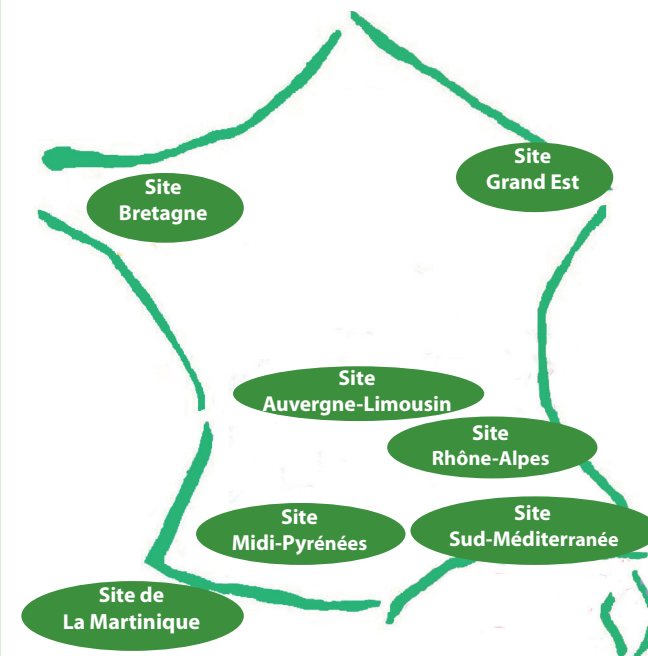 Site
Bretagne
Site
Grand Est
Site
Auvergne-Limousin
Site
Rhône-Alpes
Site
Midi-Pyrénées
Site
Sud-Méditerranée
Site de
La Martinique